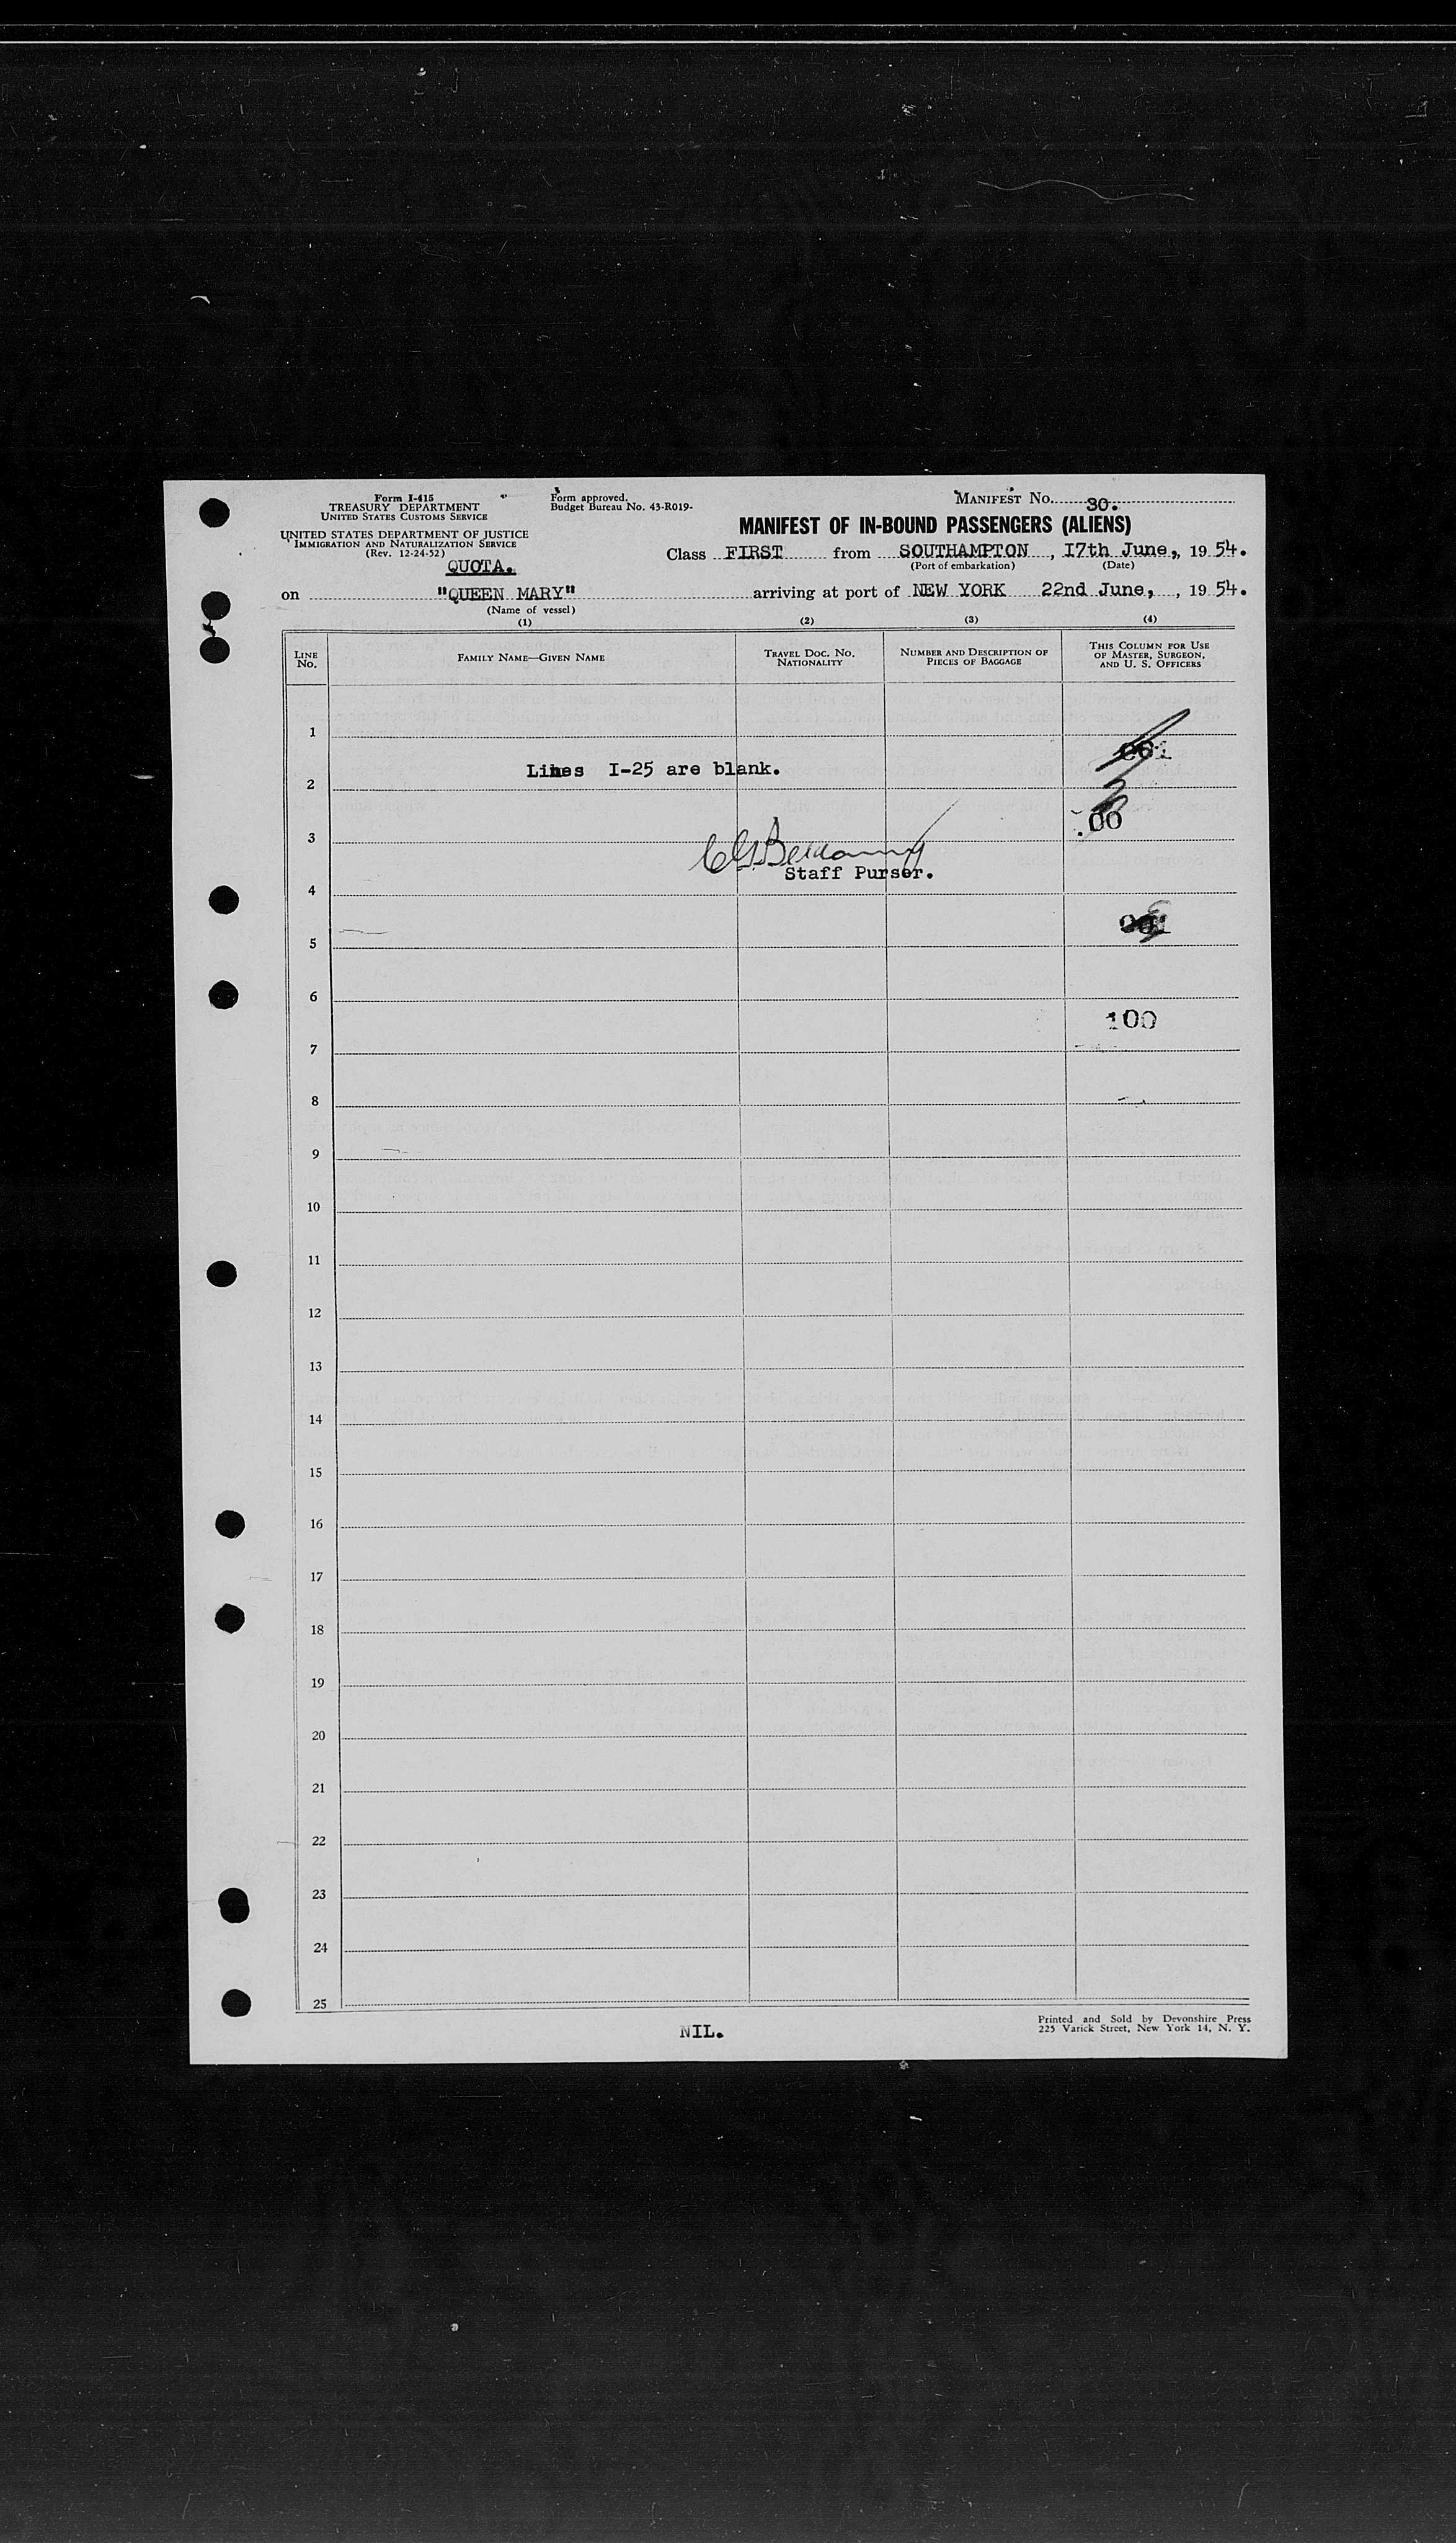 Form I-415
TREASURY DEPARTMENT
UNITED STATES CUSTOMS SERVICE
UNITED STATES DEPARTMENT OF JUSTICE
IMMIGRATION AND NATURALIZATION SERVICE
(Rev. 12-24-52)
Form approved.
Budget Bureau No. 43-R019-
MANIFEST No. 30.
MANIFEST OF IN-BOUND PASSENGERS (ALIENS)
Class FIRST from SOUTHAMPTON , 17th June, , 19 54.
(Port of embarkation) (Date)
QUOTA.
on "QUEEN MARY" arriving at port of NEW YORK 22nd June, , 19 54.
(Name of vessel)
(1) (2) (3) (4)
LINE No. FAMILY NAME—GIVEN NAME TRAVEL DOC. No. NATIONALITY NUMBER AND DESCRIPTION OF PIECES OF BAGGAGE THIS COLUMN FOR USE OF MASTER, SURGEON, AND U. S. OFFICERS
1
Lines I-25 are blank.
2
.00
3
Staff Purser.
4
5
6
100
7
8
9
10
11
12
13
14
15
16
17
18
19
20
21
22
23
24
25
NIL.
Printed and Sold by Devonshire Press
225 Varick Street, New York 14, N. Y.